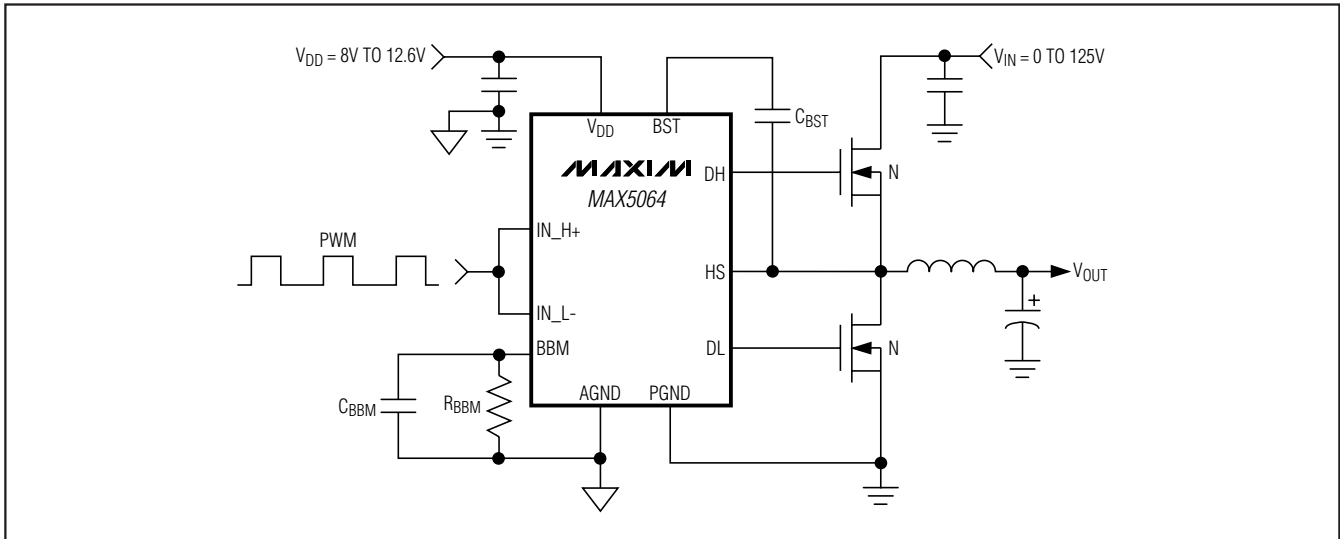 V_DD = 8V TO 12.6V
V_IN = 0 TO 125V
V_DD
BST
C_BST
MAXIM
MAX5064
DH
N
IN_H+
PWM
HS
V_OUT
+
IN_L-
BBM
DL
N
AGND
PGND
C_BBM
R_BBM